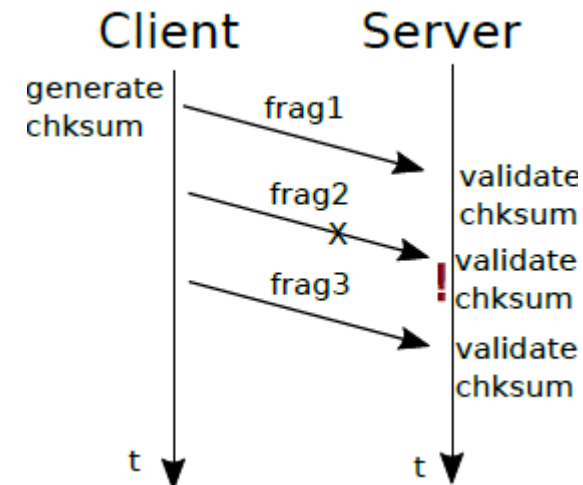 Client Server
generate
chksum
frag1
validate
chksum
frag2
X
validate
chksum
!
frag3
validate
chksum
t t